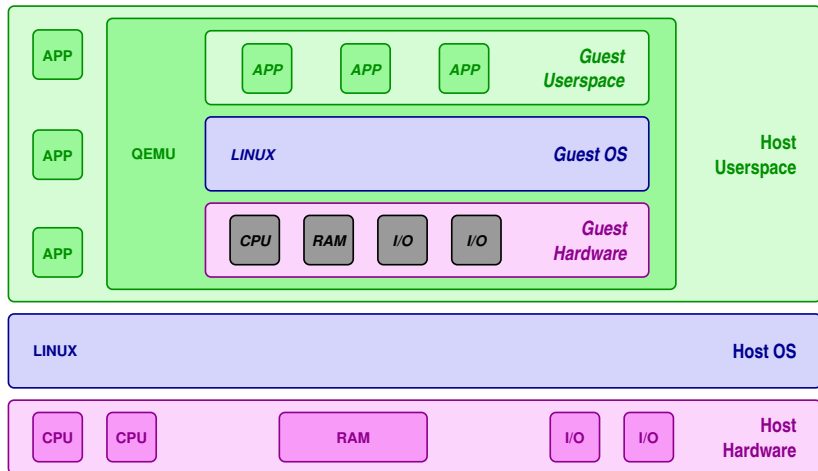 APP
APP
APP
QEMU
APP APP APP
Guest
Userspace
LINUX
Guest OS
CPU RAM I/O I/O
Guest
Hardware
Host
Userspace
LINUX
Host OS
CPU CPU RAM I/O I/O
Host
Hardware